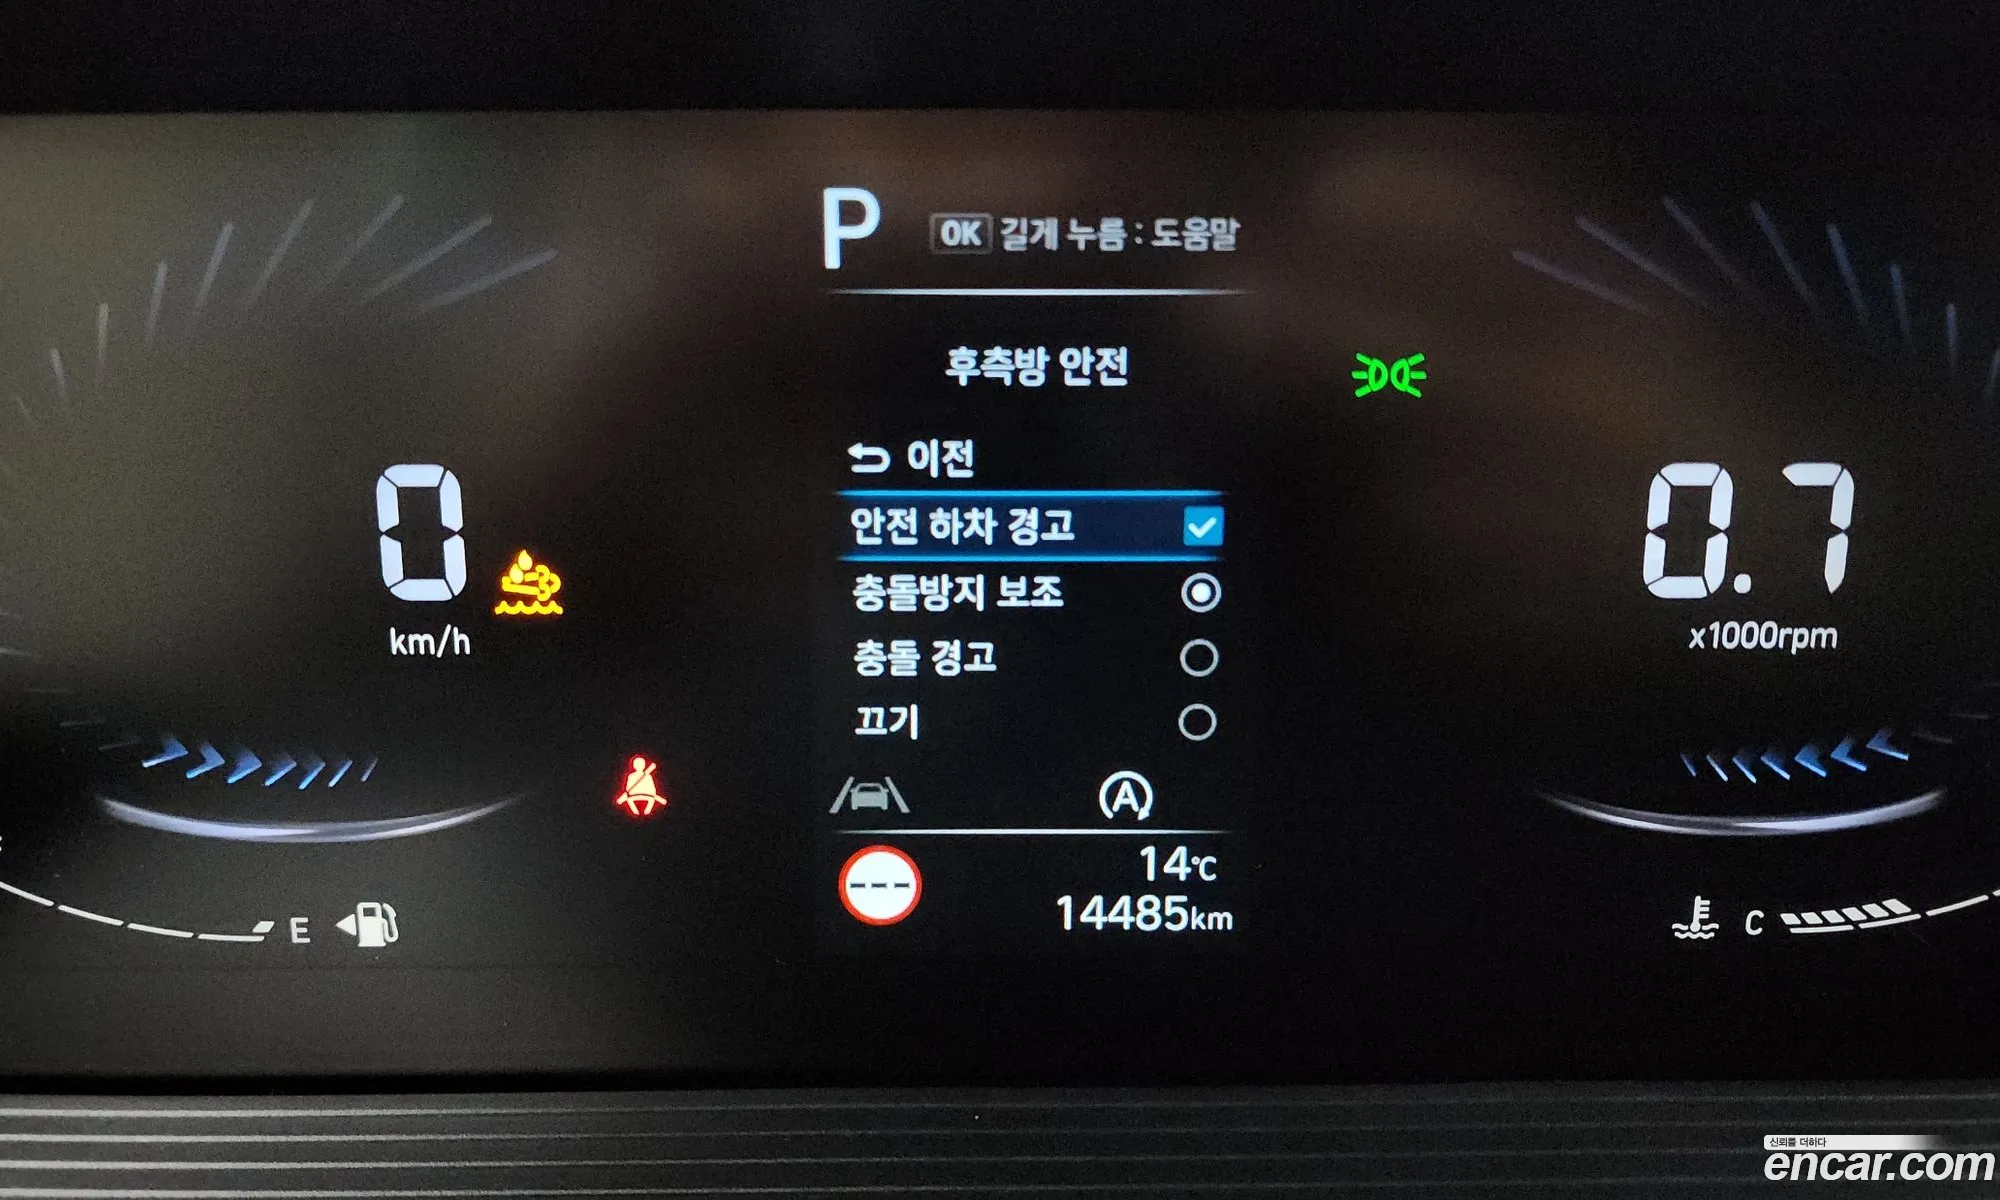 P
OK 길게 누름 : 도움말
후측방 안전
이전
안전 하차 경고
충돌방지 보조
충돌 경고
끄기
0
km/h
0.7
x1000rpm
A
---
14℃
14485km
E
C
신뢰를 더하다
encar.com